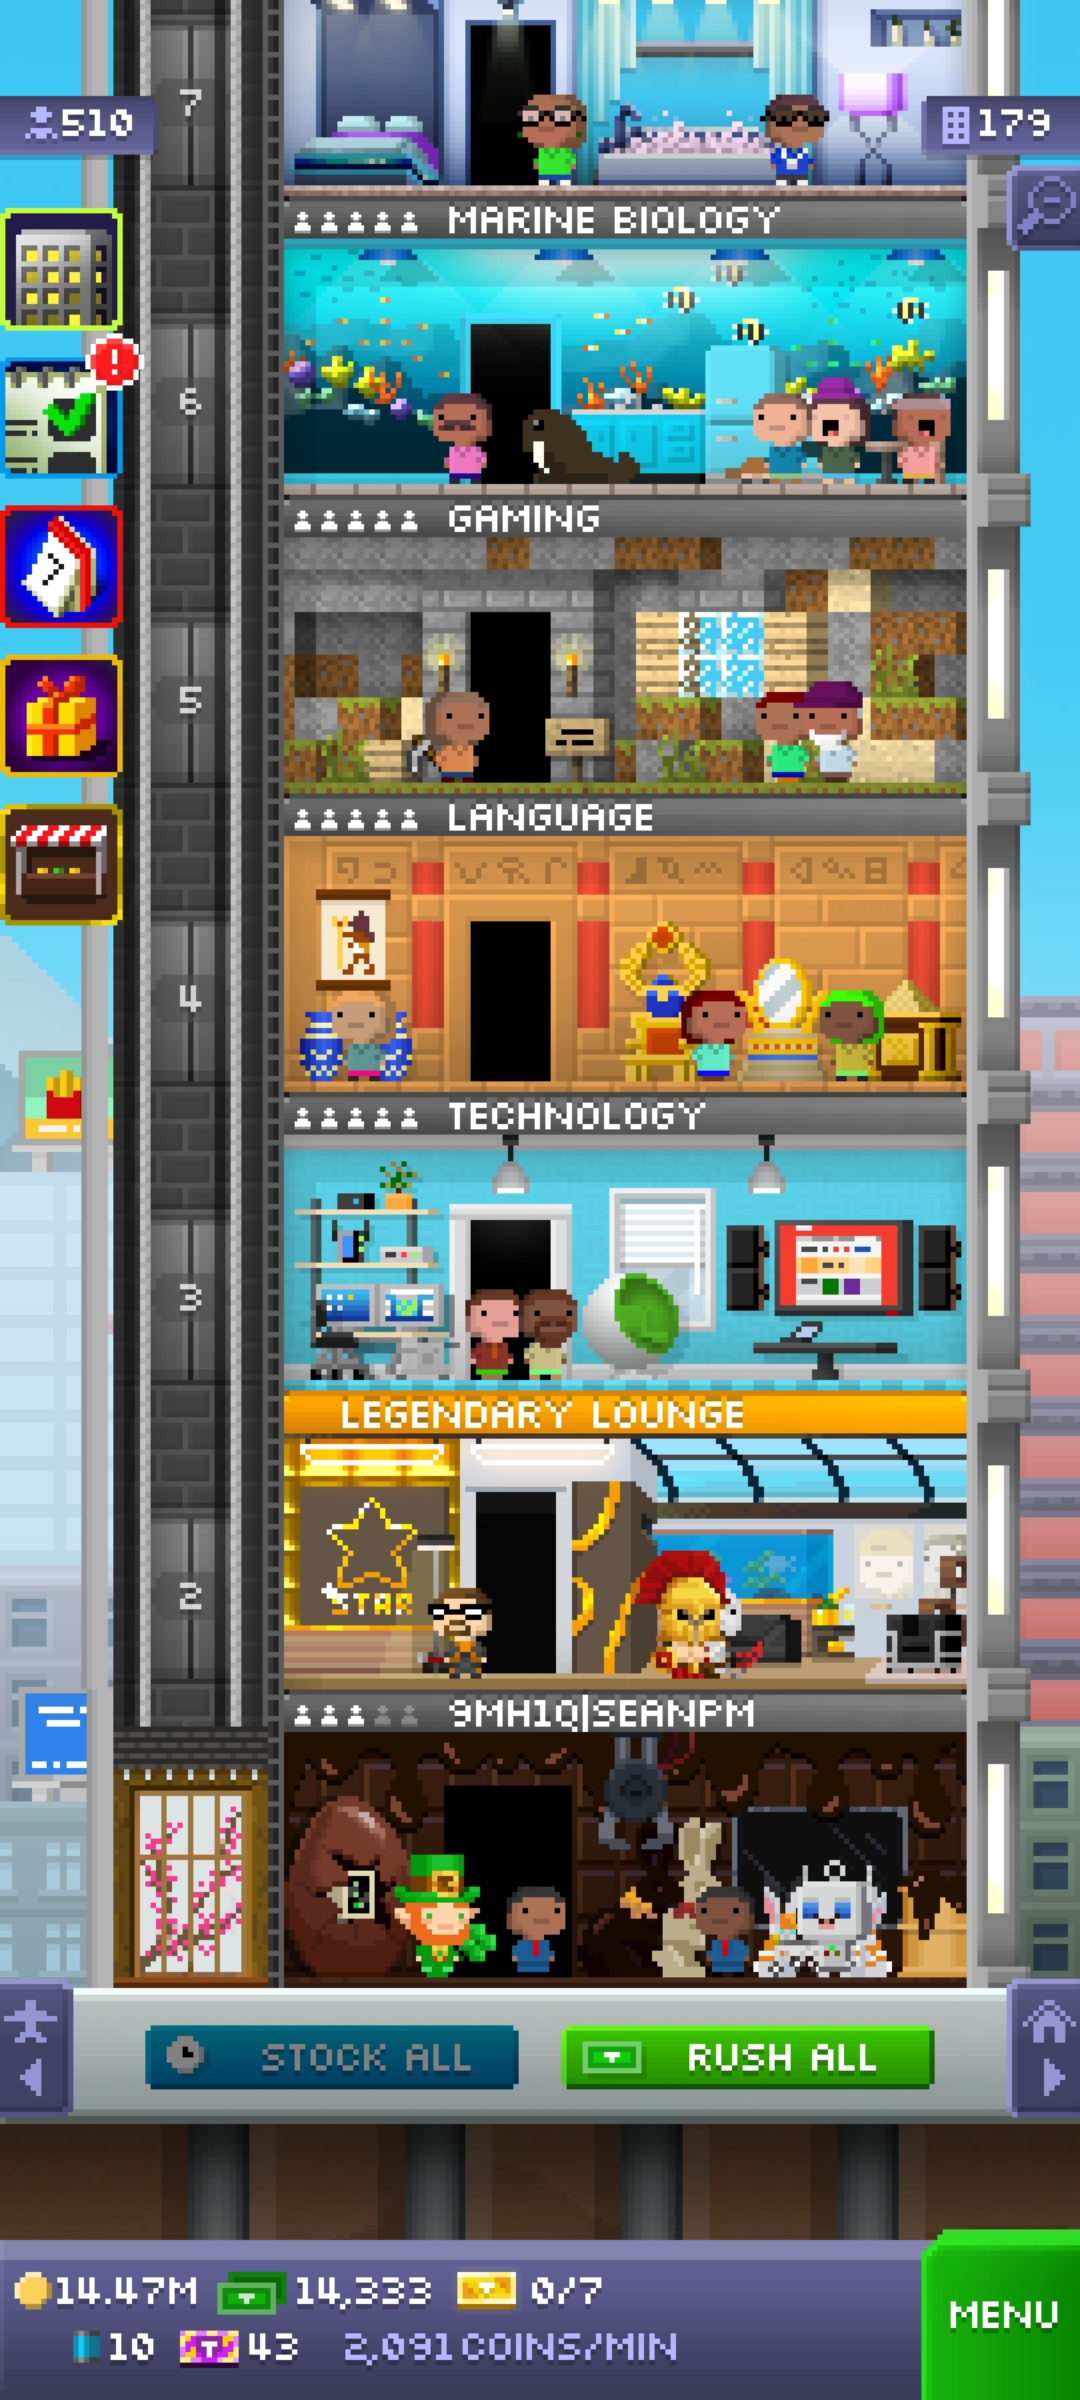 7
510
179
MARINE BIOLOGY
6
GAMING
5
LANGUAGE
4
TECHNOLOGY
3
LEGENDARY LOUNGE
STAR
2
9MH1Q|SEANPM
STOCK ALL
RUSH ALL
14.47M 14,333 0/7
MENU
10 43 2,091 COINS/MIN